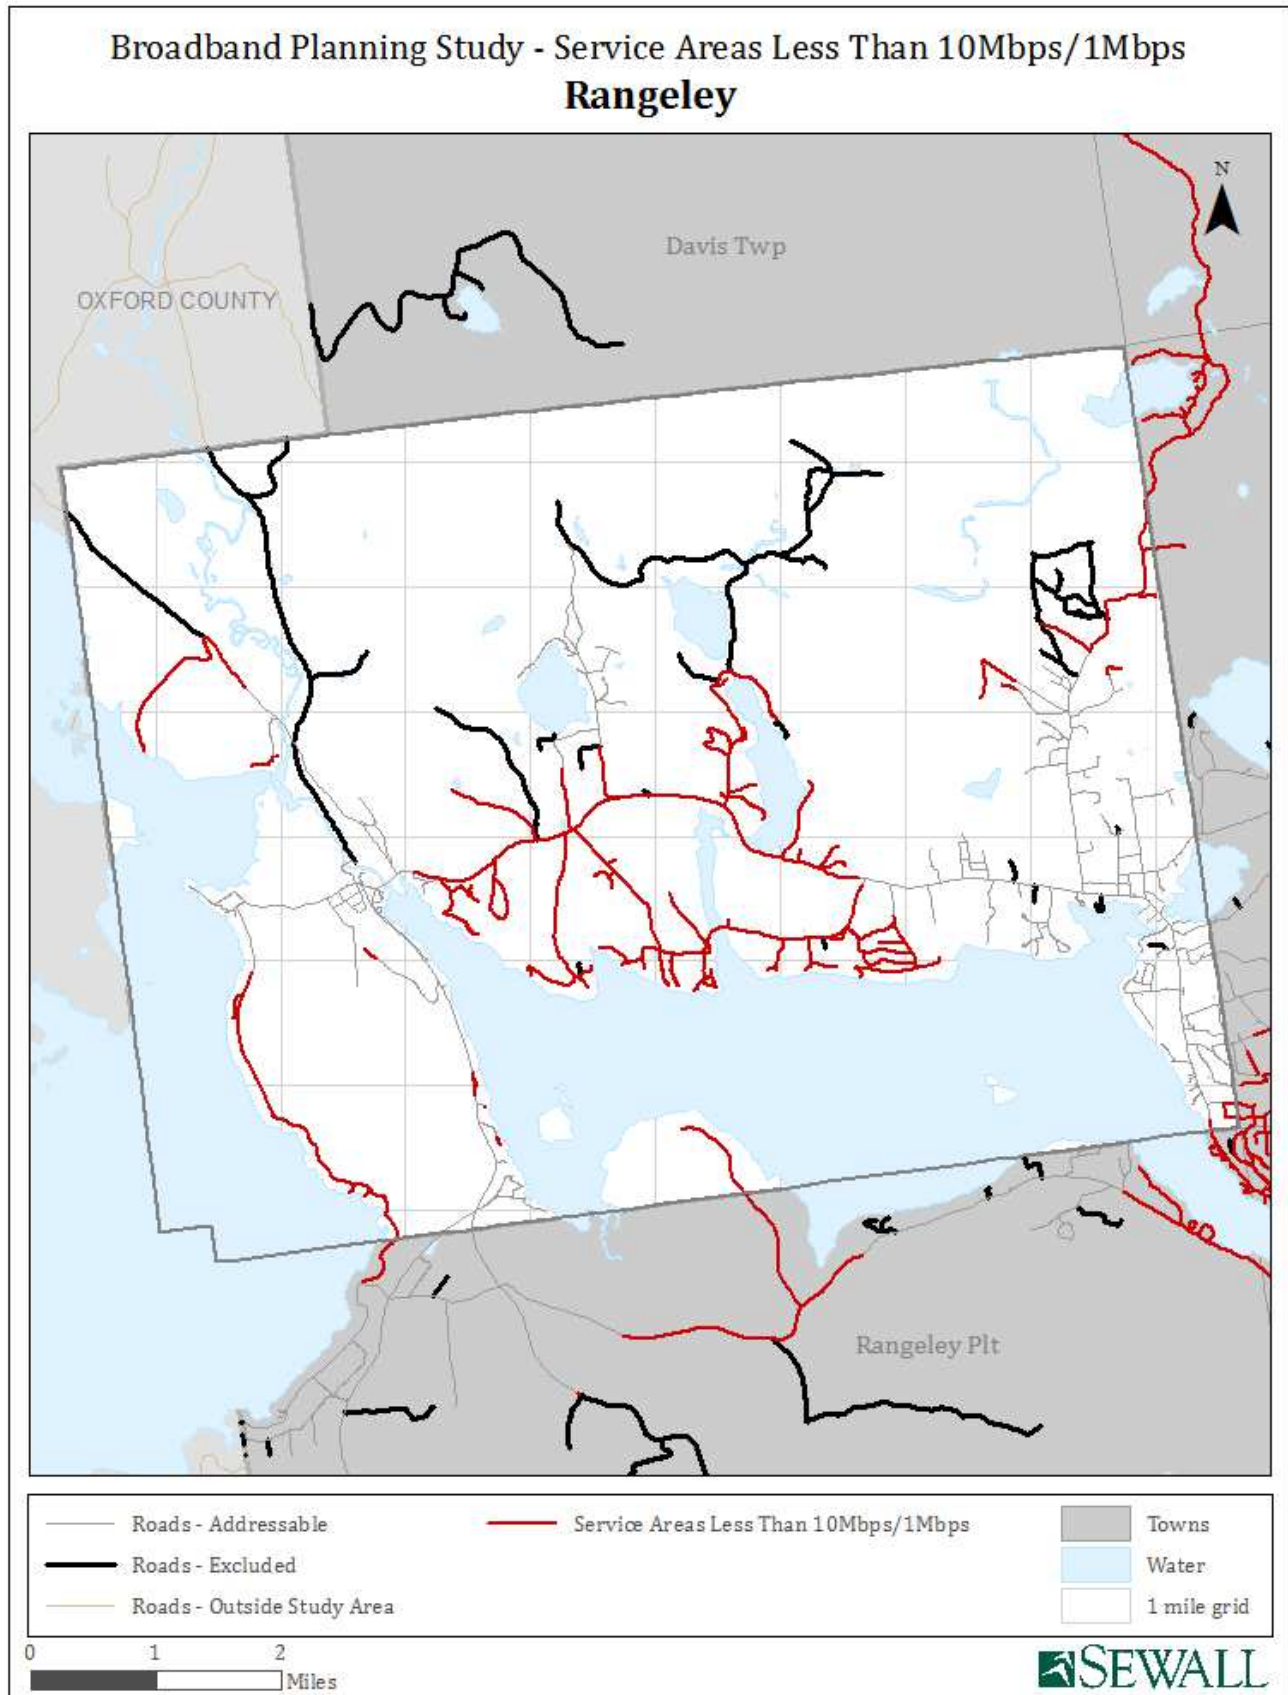 Broadband Planning Study - Service Areas Less Than 10Mbps/1Mbps
Rangeley
N
Davis Twp
OXFORD COUNTY
Rangeley Plt
Roads - Addressable
Service Areas Less Than 10Mbps/1Mbps
Towns
Roads - Excluded
Water
Roads - Outside Study Area
1 mile grid
0 1 2
Miles
SEWALL